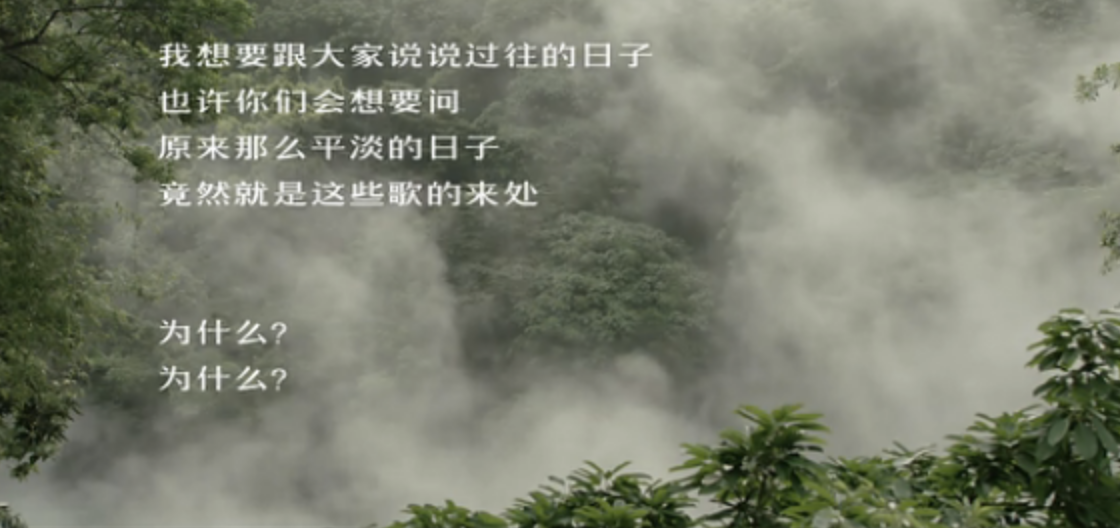 我想要跟大家说说过往的日子
也许你们会想要问
原来那么平淡的日子
竟然就是这些歌的来处
为什么?
为什么?